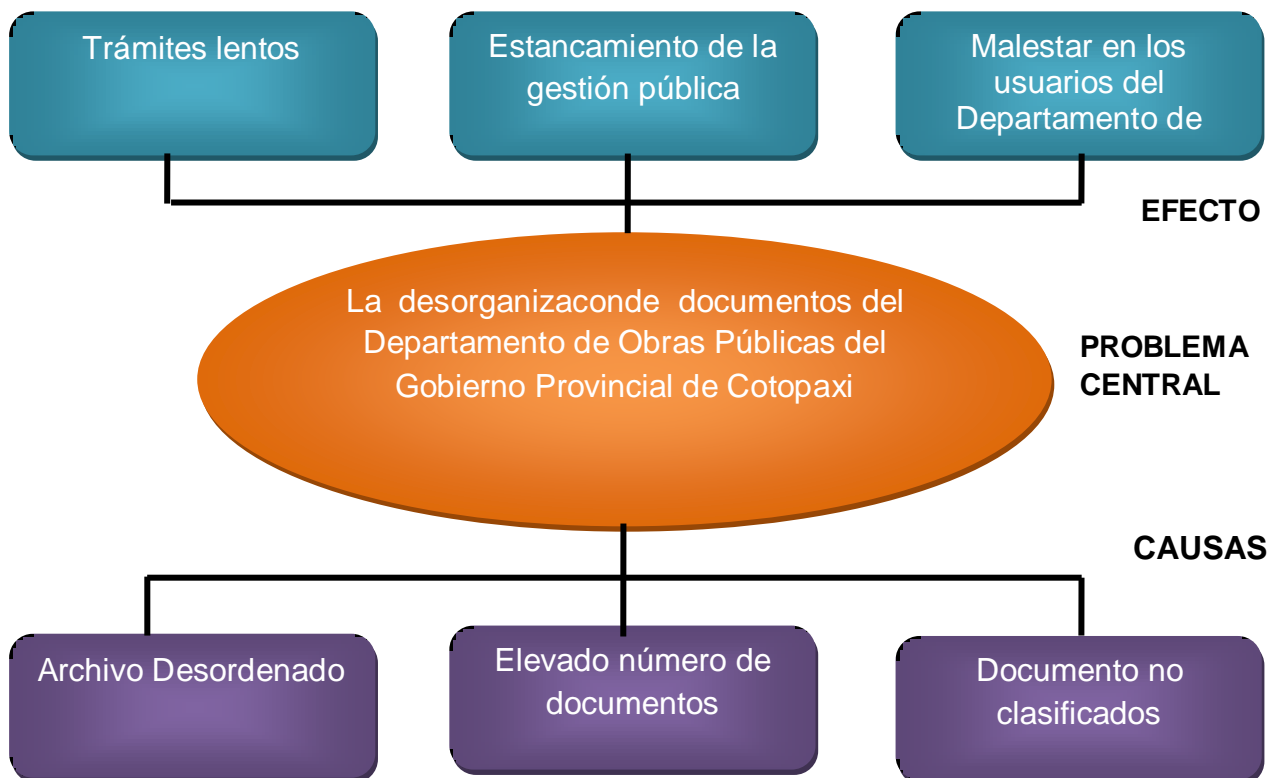 Trámites lentos
Estancamiento de la
gestión pública
Malestar en los
usuarios del
Departamento de
EFECTO
La desorganizaconde documentos del
Departamento de Obras Públicas del
Gobierno Provincial de Cotopaxi
PROBLEMA
CENTRAL
CAUSAS
Archivo Desordenado
Elevado número de
documentos
Documento no
clasificados